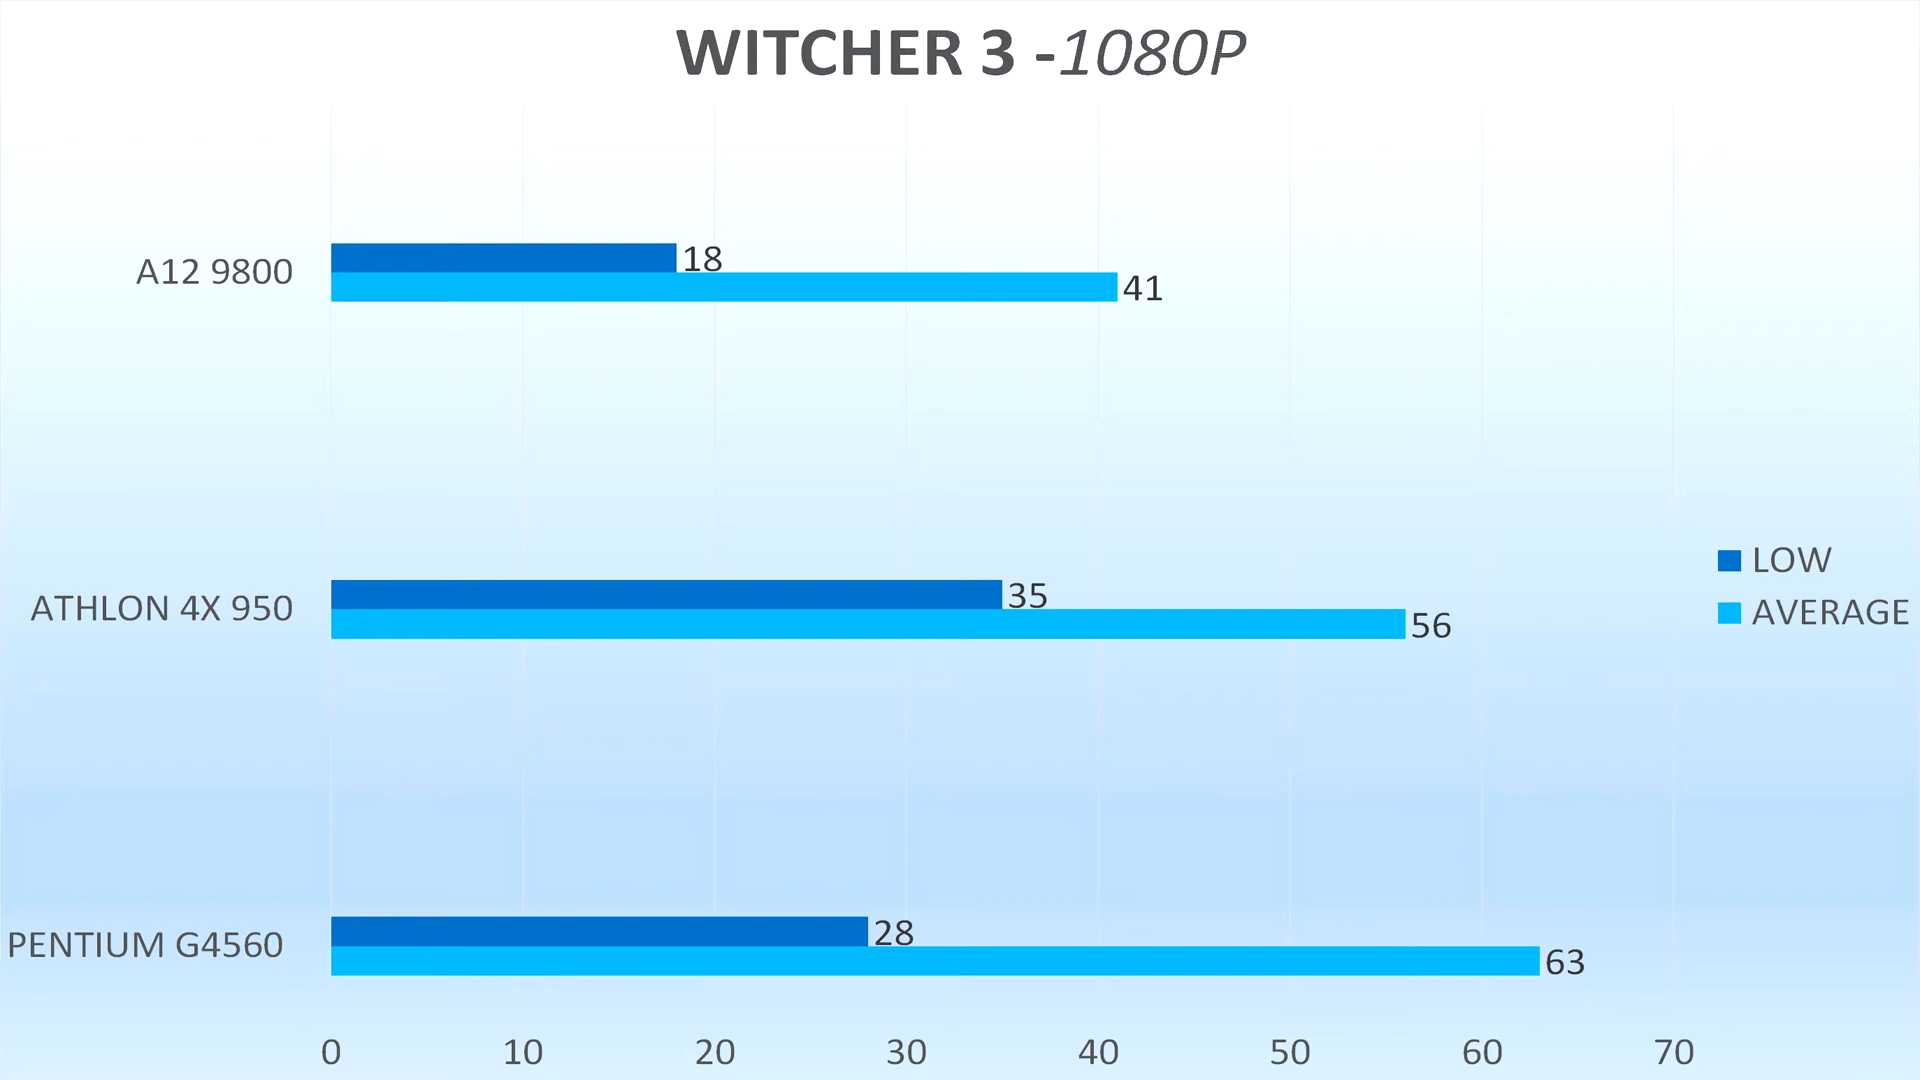 WITCHER 3 -1080P
A12 9800
18
41
ATHLON 4X 950
35
56
LOW
AVERAGE
PENTIUM G4560
28
63
0 10 20 30 40 50 60 70